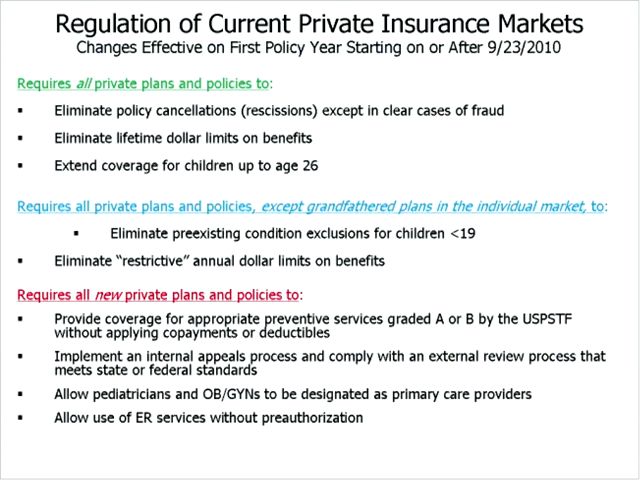 Regulation of Current Private Insurance Markets
Changes Effective on First Policy Year Starting on or After 9/23/2010
Requires all private plans and policies to:
▪ Eliminate policy cancellations (rescissions) except in clear cases of fraud
▪ Eliminate lifetime dollar limits on benefits
▪ Extend coverage for children up to age 26
Requires all private plans and policies, except grandfathered plans in the individual market, to:
▪ Eliminate preexisting condition exclusions for children <19
▪ Eliminate “restrictive” annual dollar limits on benefits
Requires all new private plans and policies to:
▪ Provide coverage for appropriate preventive services graded A or B by the USPSTF
without applying copayments or deductibles
▪ Implement an internal appeals process and comply with an external review process that
meets state or federal standards
▪ Allow pediatricians and OB/GYNs to be designated as primary care providers
▪ Allow use of ER services without preauthorization